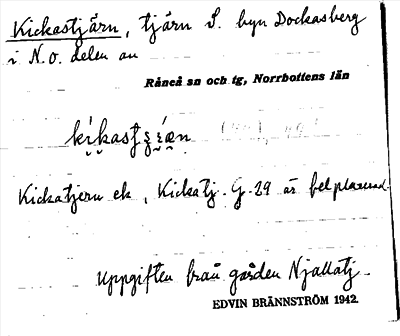 Kickastjärn, tjärn S. byn Dockasberg
i N.o. delen av
Råneå sn och tg, Norrbottens län
Kickatjern ek, Kickatj. G-29 är felplacerad
Uppgiften från gården Njallatj-
EDVIN BRÄNNSTRÖM 1942.